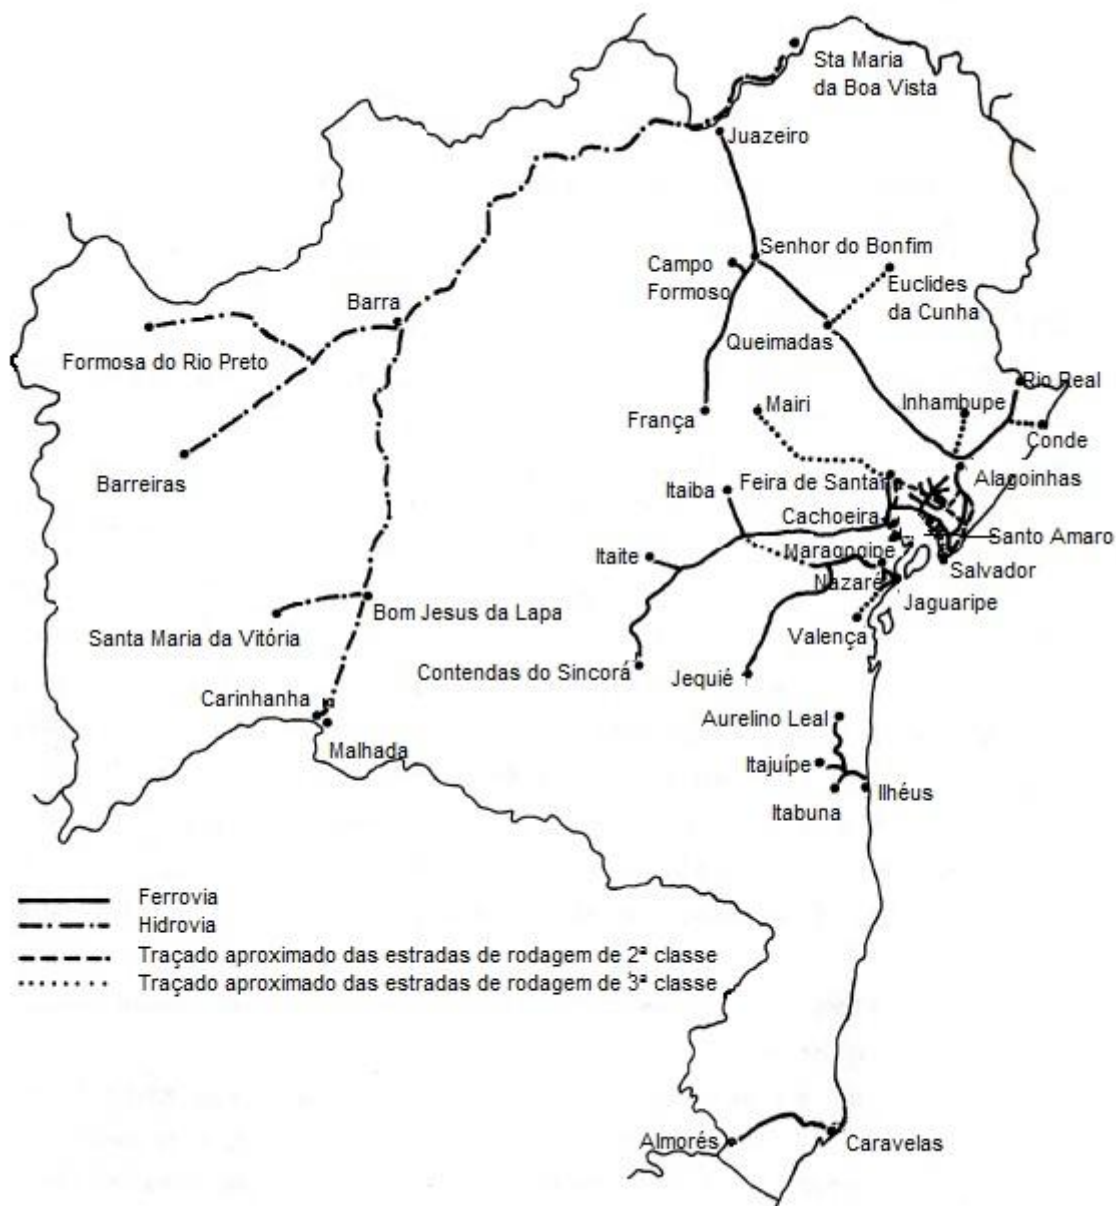 Sta Maria
da Boa Vista
Juazeiro
Senhor do Bonfim
Campo
Formoso
Euclides
da Cunha
Barra
Queimadas
Formosa do Rio Preto
Rio Real
Mairi
Inhambupe
França
Conde
Barreiras
Itaiba
Feira de Santar
Alagoinhas
Cachoeira
Santo Amaro
Itaite
Maragogipe
Salvador
Nazaré
Jaguaripe
Bom Jesus da Lapa
Santa Maria da Vitória
Valença
Contendas do Sincorá
Jequié
Carinhanha
Aurelino Leal
Malhada
Itajuípe
Ilhéus
Itabuna
Ferrovia
Hidrovia
Traçado aproximado das estradas de rodagem de 2ª classe
Traçado aproximado das estradas de rodagem de 3ª classe
Almorés
Caravelas